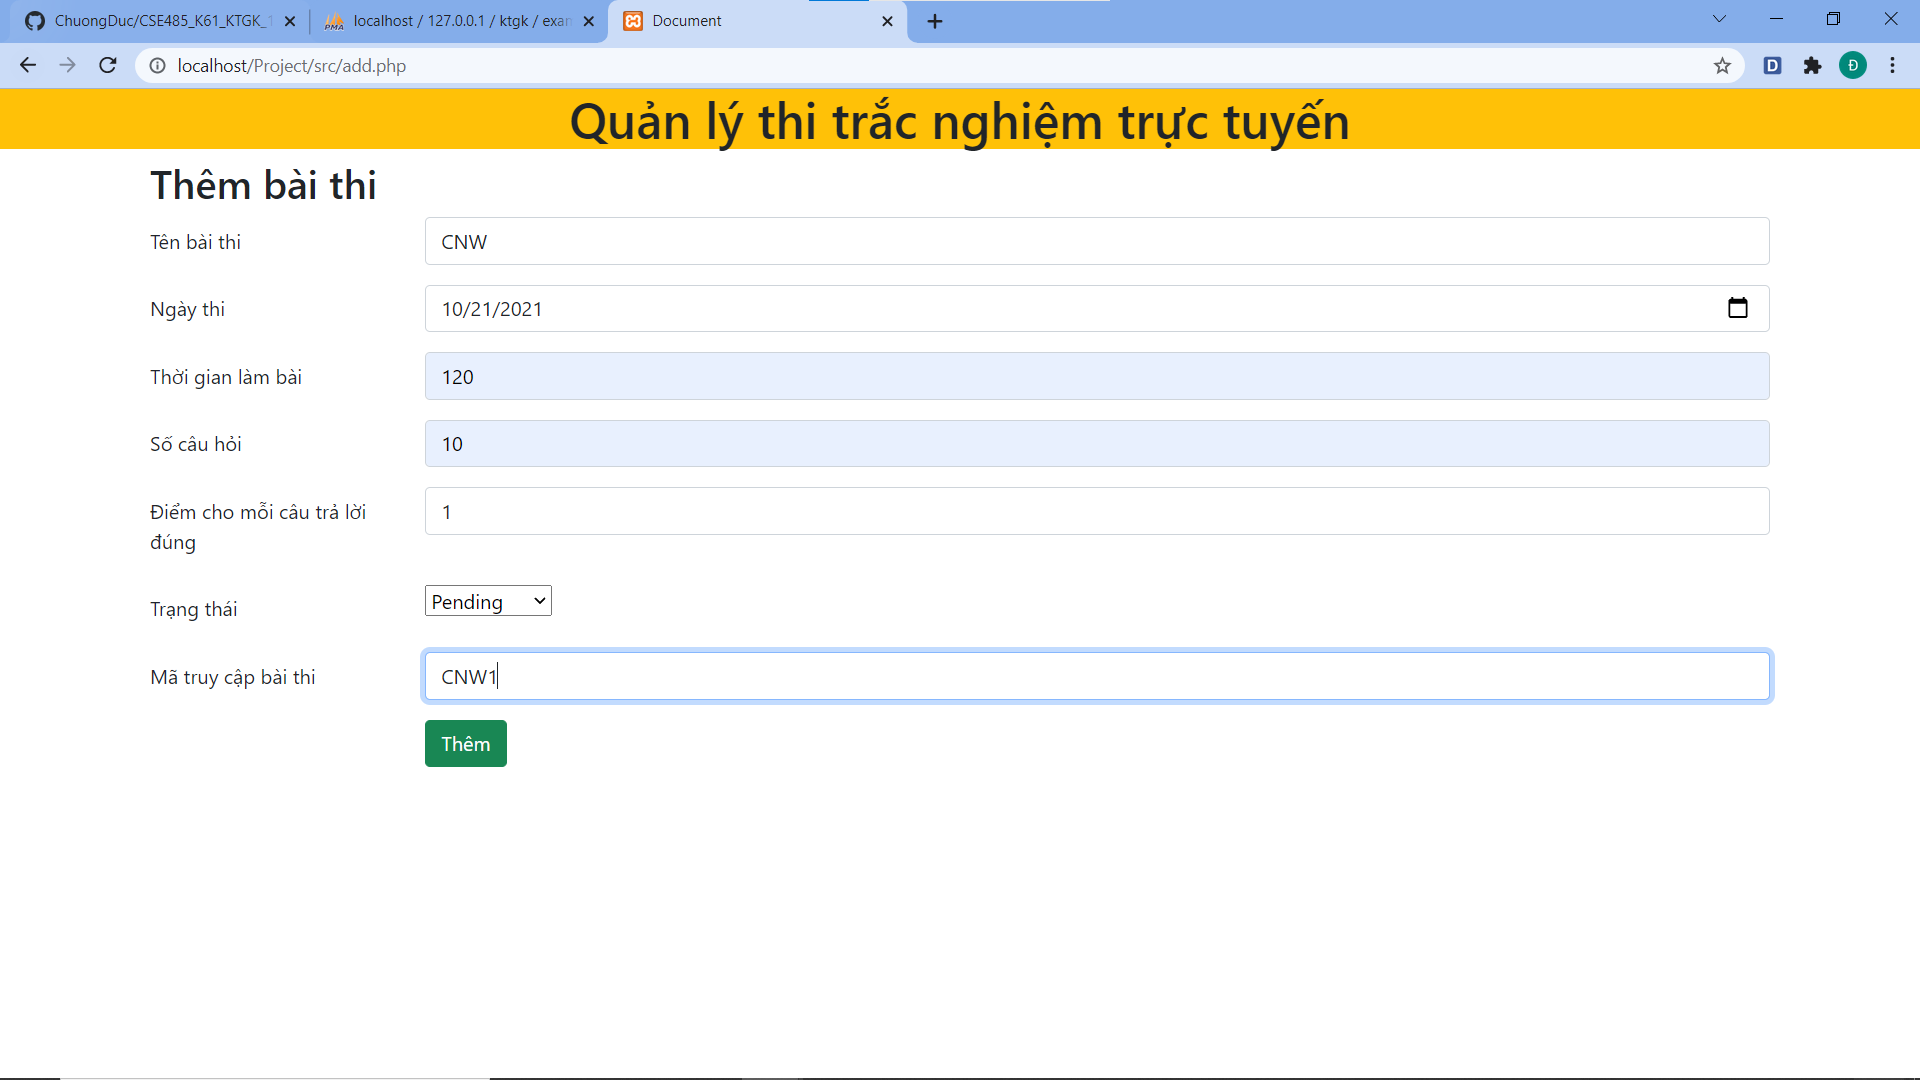 ChuongDuc/CSE485_K61_KTGK_1
localhost / 127.0.0.1 / ktgk / exam
Document
localhost/Project/src/add.php
D
Đ
Quản lý thi trắc nghiệm trực tuyến
Thêm bài thi
Tên bài thi
CNW
Ngày thi
10/21/2021
Thời gian làm bài
120
Số câu hỏi
10
Điểm cho mỗi câu trả lời
đúng
1
Trạng thái
Pending
Mã truy cập bài thi
CNW1
Thêm